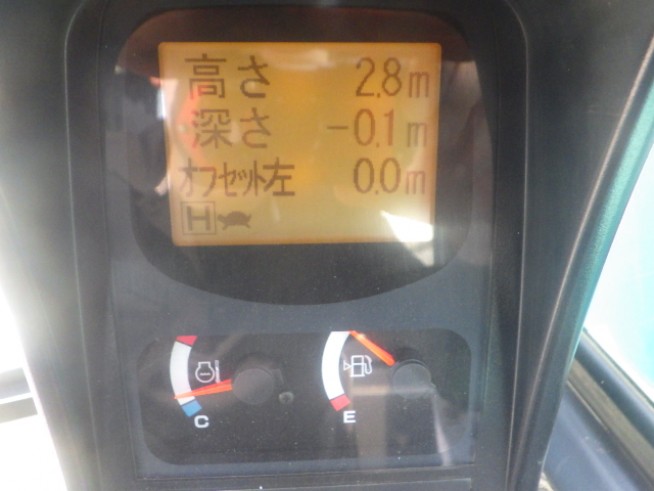 高さ 2.8m
深さ -0.1m
オフセット左 0.0m
H
C E